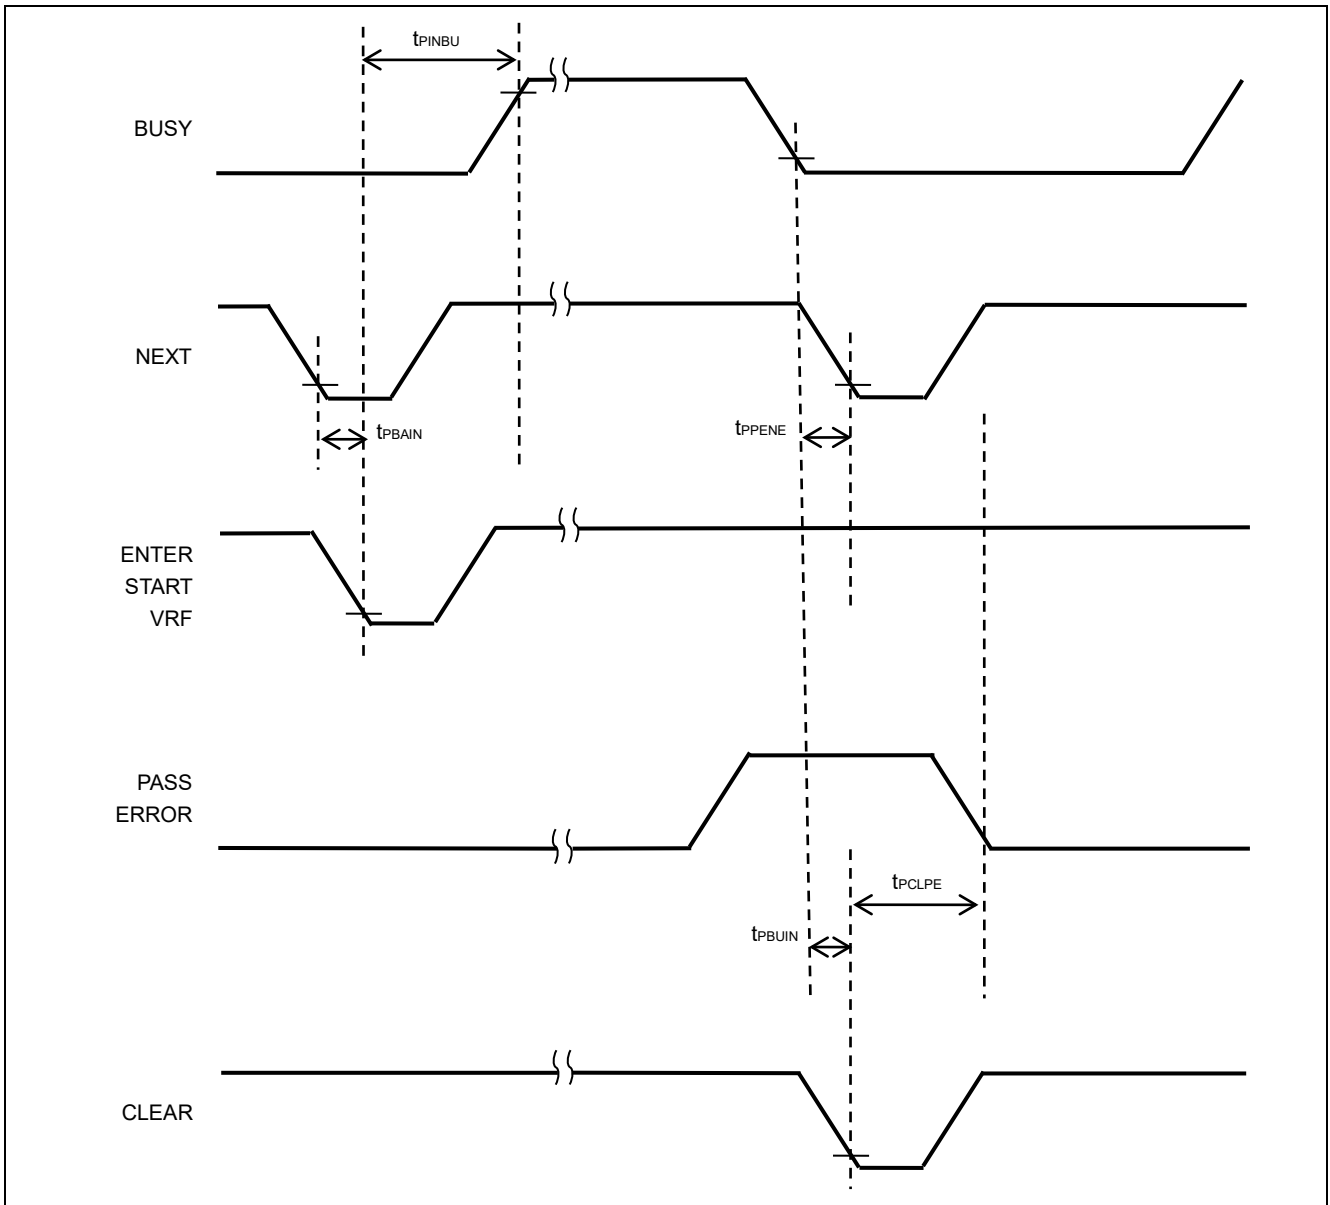 tPINBU
BUSY
NEXT
tPBAIN
tPPENE
ENTER
START
VRF
PASS
ERROR
tPCLPE
tPBUIN
CLEAR